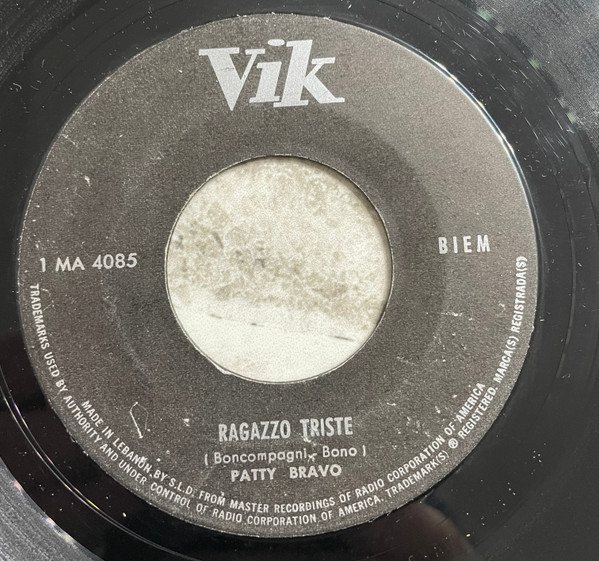 Vik
1 MA 4085
BIEM
RAGAZZO TRISTE
(Boncompagni - Bono)
PATTY BRAVO
TRADEMARKS USED BY AUTHORITY AND UNDER CONTROL OF RADIO CORPORATION OF AMERICA. TRADEMARK(S) ® REGISTERED. MARCA(S) REGISTRADA(S)
MADE IN LEBANON BY S.L.D. FROM MASTER RECORDINGS OF RADIO CORPORATION OF AMERICA